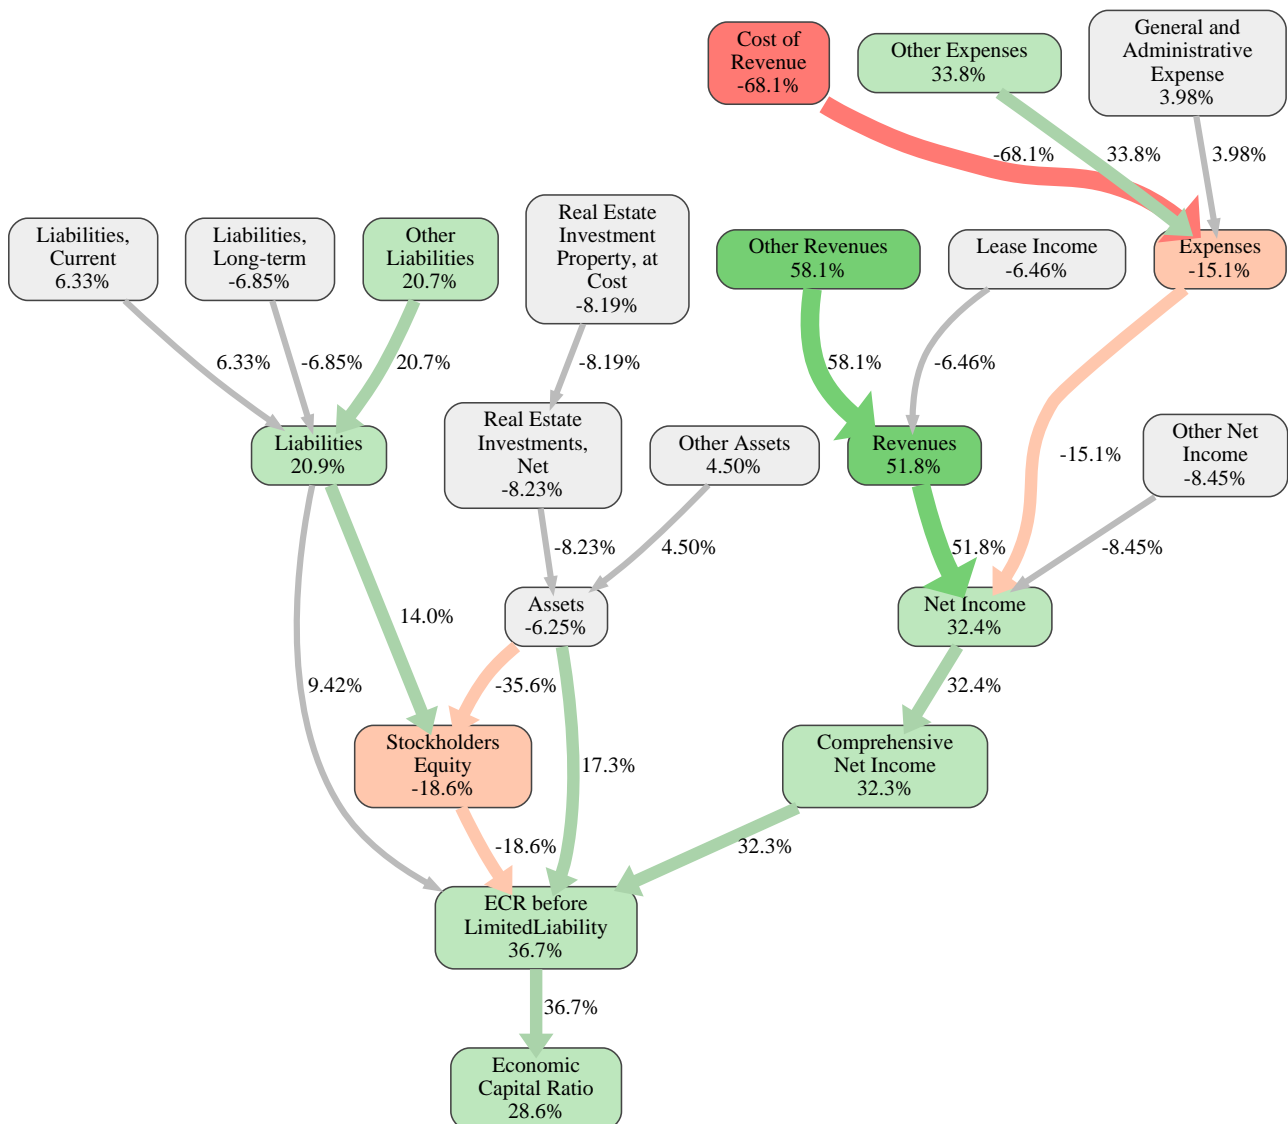 Cost of
Revenue
-68.1%
Other Expenses
33.8%
General and
Administrative
Expense
3.98%
-68.1%
33.8%
3.98%
Liabilities,
Current
6.33%
Liabilities,
Long-term
-6.85%
Other
Liabilities
20.7%
Real Estate
Investment
Property, at
Cost
-8.19%
Other Revenues
58.1%
Lease Income
-6.46%
Expenses
-15.1%
6.33%
-6.85%
20.7%
-8.19%
58.1%
-6.46%
Liabilities
20.9%
Real Estate
Investments,
Net
-8.23%
Other Assets
4.50%
Revenues
51.8%
-15.1%
Other Net
Income
-8.45%
-8.23%
4.50%
51.8%
-8.45%
Assets
-6.25%
Net Income
32.4%
14.0%
9.42%
-35.6%
32.4%
Stockholders
Equity
-18.6%
17.3%
Comprehensive
Net Income
32.3%
-18.6%
32.3%
ECR before
LimitedLiability
36.7%
36.7%
Economic
Capital Ratio
28.6%